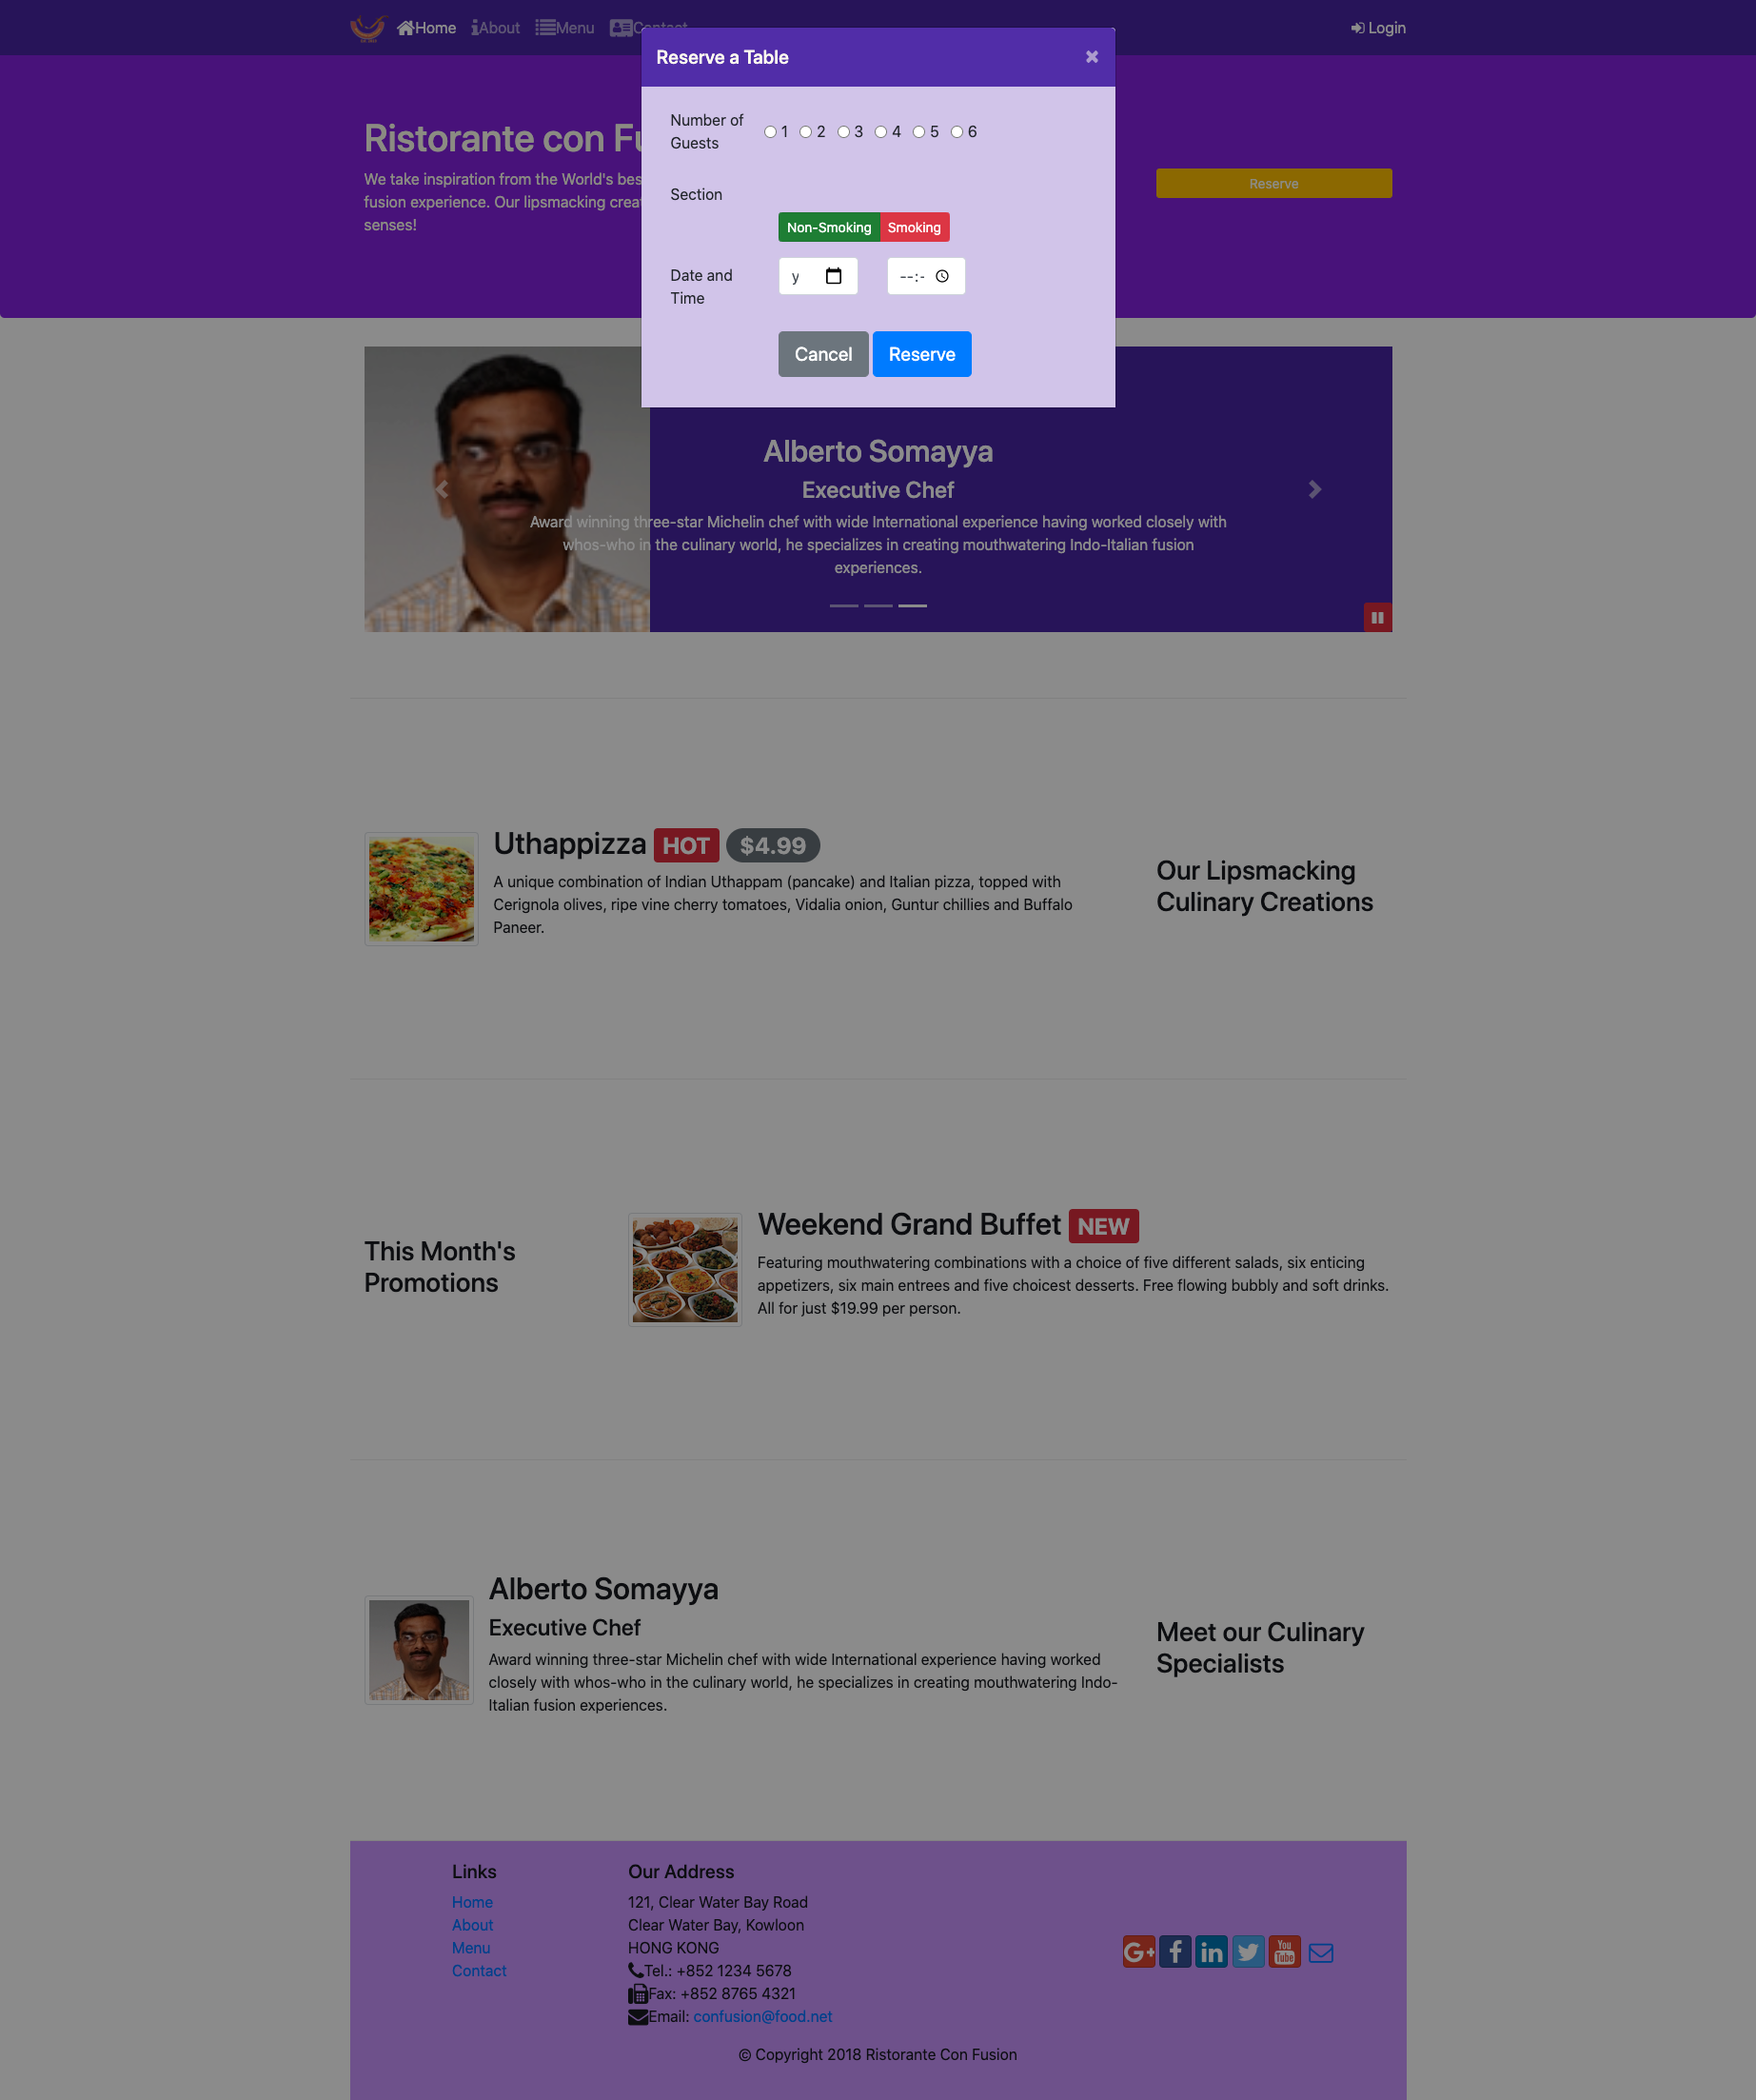 Home About Menu Contact
Login
Reserve a Table
Number of
Guests
1 2 3 4 5 6
Section
Non-Smoking Smoking
Date and
Time
y
--:-
Cancel Reserve
Ristorante con Fu
We take inspiration from the World's bes
fusion experience. Our lipsmacking creat
senses!
Reserve
Alberto Somayya
Executive Chef
Award winning three-star Michelin chef with wide International experience having worked closely with
whos-who in the culinary world, he specializes in creating mouthwatering Indo-Italian fusion
experiences.
Uthappizza HOT $4.99
A unique combination of Indian Uthappam (pancake) and Italian pizza, topped with
Cerignola olives, ripe vine cherry tomatoes, Vidalia onion, Guntur chillies and Buffalo
Paneer.
Our Lipsmacking
Culinary Creations
This Month's
Promotions
Weekend Grand Buffet NEW
Featuring mouthwatering combinations with a choice of five different salads, six enticing
appetizers, six main entrees and five choicest desserts. Free flowing bubbly and soft drinks.
All for just $19.99 per person.
Alberto Somayya
Executive Chef
Award winning three-star Michelin chef with wide International experience having worked
closely with whos-who in the culinary world, he specializes in creating mouthwatering Indo-
Italian fusion experiences.
Meet our Culinary
Specialists
Links
Home
About
Menu
Contact
Our Address
121, Clear Water Bay Road
Clear Water Bay, Kowloon
HONG KONG
Tel.: +852 1234 5678
Fax: +852 8765 4321
Email: confusion@food.net
G+ f in You Tube
© Copyright 2018 Ristorante Con Fusion